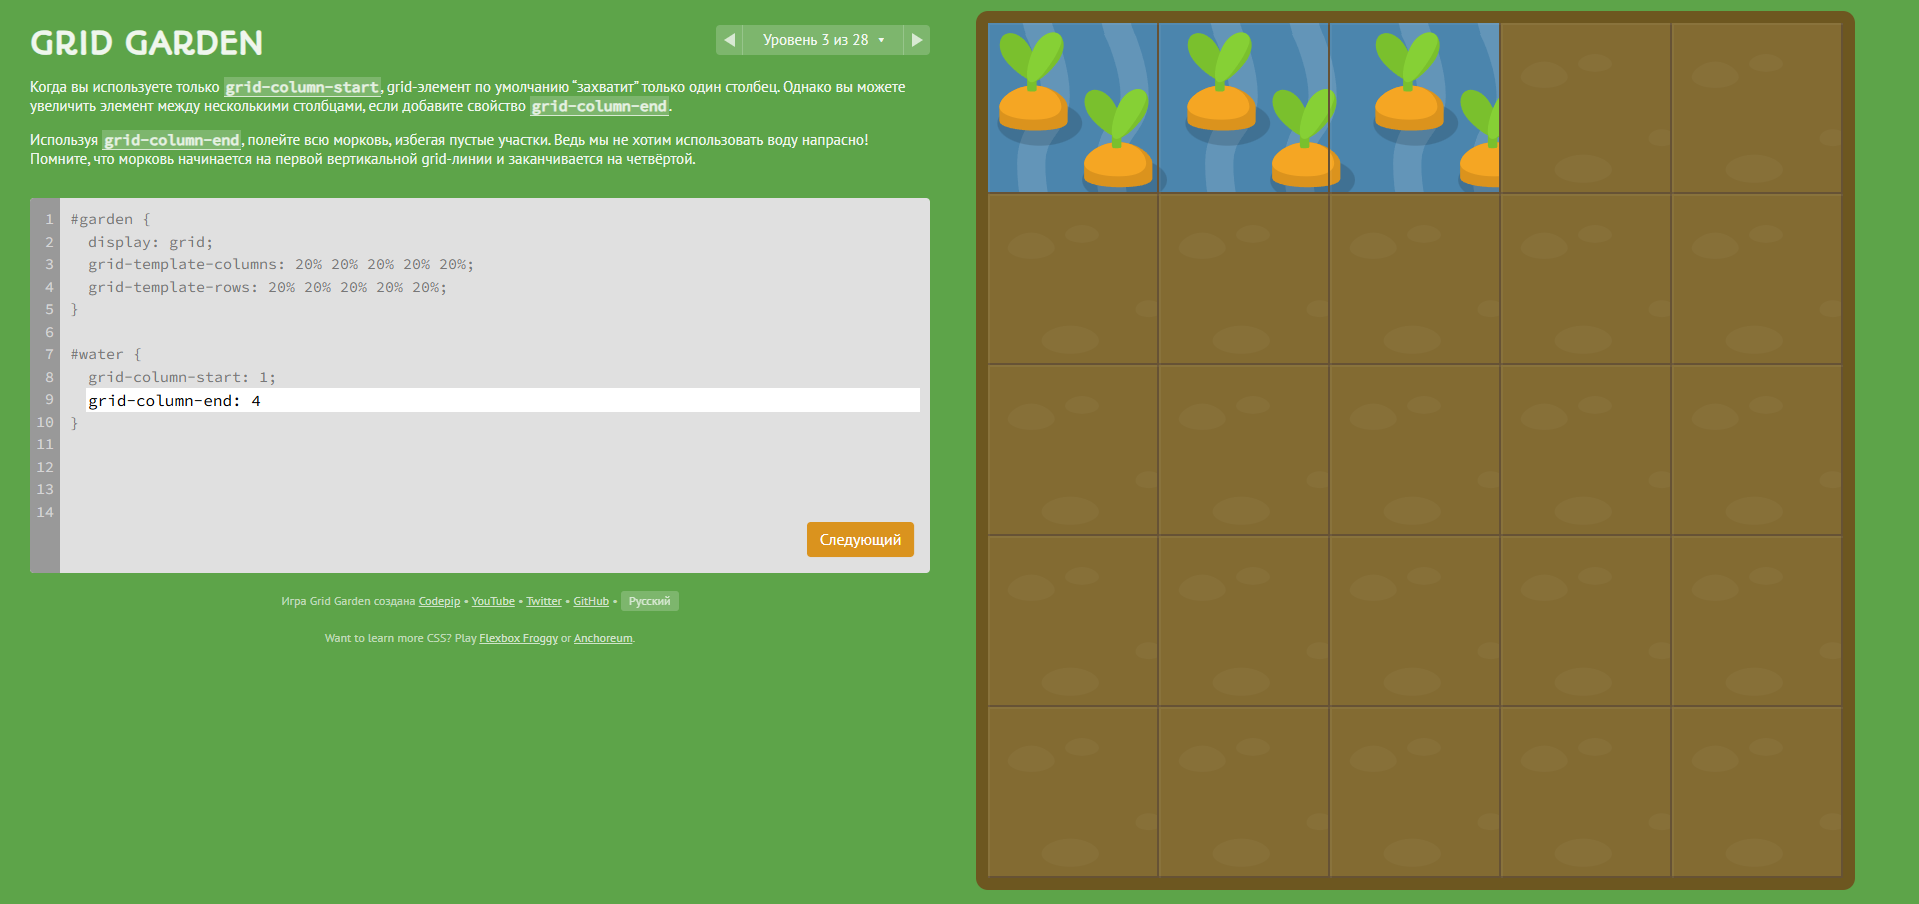 GRID GARDEN
◀ Уровень 3 из 28 ▾ ▶
Когда вы используете только grid-column-start, grid-элемент по умолчанию “захватит” только один столбец. Однако вы можете
увеличить элемент между несколькими столбцами, если добавите свойство grid-column-end.
Используя grid-column-end, полейте всю морковь, избегая пустые участки. Ведь мы не хотим использовать воду напрасно!
Помните, что морковь начинается на первой вертикальной grid-линии и заканчивается на четвёртой.
1 #garden {
2 display: grid;
3 grid-template-columns: 20% 20% 20% 20% 20%;
4 grid-template-rows: 20% 20% 20% 20% 20%;
5 }
6
7 #water {
8 grid-column-start: 1;
9 grid-column-end: 4
10 }
11
12
13
14
Следующий
Игра Grid Garden создана Codepip • YouTube • Twitter • GitHub • Русский
Want to learn more CSS? Play Flexbox Froggy or Anchoreum.